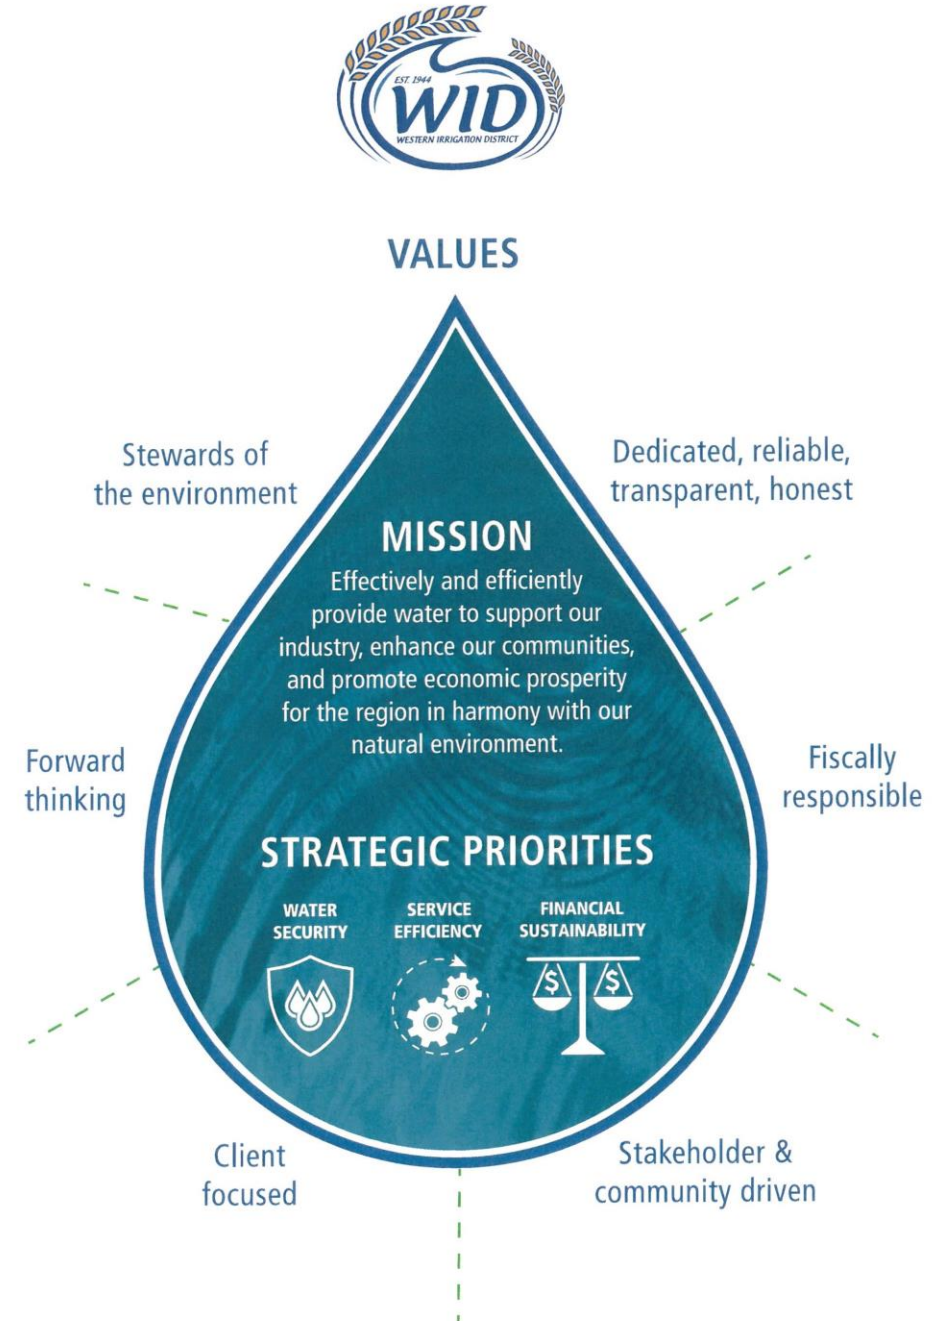 EST. 1944
WID
WESTERN IRRIGATION DISTRICT
VALUES
Stewards of
the environment
Dedicated, reliable,
transparent, honest
MISSION
Effectively and efficiently
provide water to support our
industry, enhance our communities,
and promote economic prosperity
for the region in harmony with our
natural environment.
Forward
thinking
Fiscally
responsible
STRATEGIC PRIORITIES
WATER
SECURITY
SERVICE
EFFICIENCY
FINANCIAL
SUSTAINABILITY
$ $
Client
focused
Stakeholder &
community driven